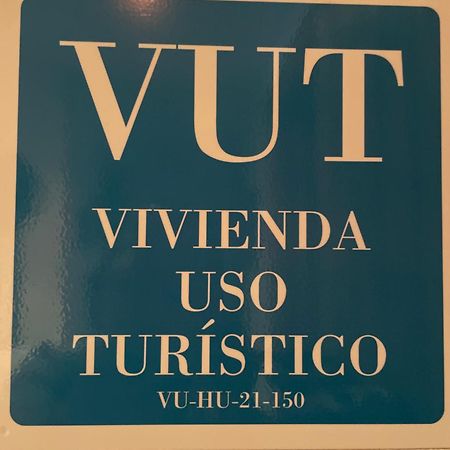 VUT
VIVIENDA
USO
TURÍSTICO
VU-HU-21-150